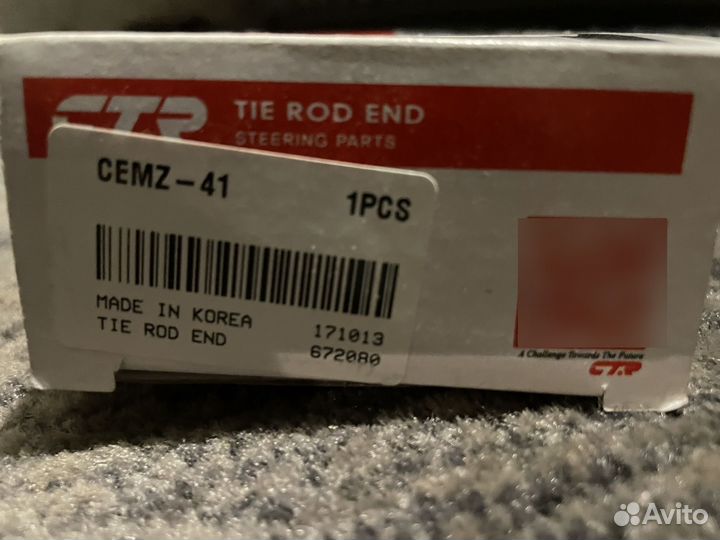 CTR TIE ROD END
STEERING PARTS
CEMZ-41
1PCS
MADE IN KOREA 171013
TIE ROD END 672080
A Challenge Towards The Future
CTR
Avito